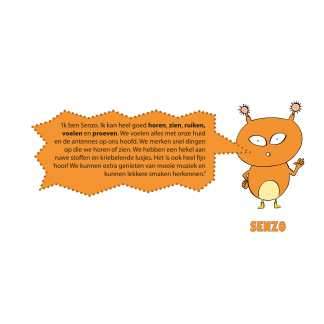 'Ik ben Senzo. Ik kan heel goed horen, zien, ruiken,
voelen en proeven. We voelen alles met onze huid
en de antennes op ons hoofd. We merken snel dingen
op die we horen of zien. We hebben een hekel aan
ruwe stoffen en kriebelende lusjes. Het is ook heel fijn
hoor! We kunnen extra genieten van mooie muziek en
kunnen lekkere smaken herkennen."
SENZO